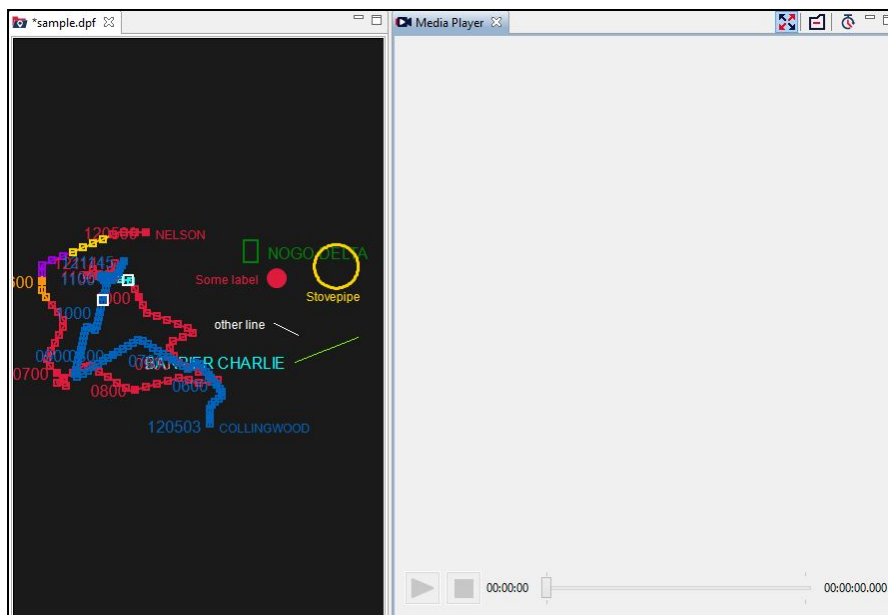 *sample.dpf
Media Player
NELSON
NOGO DELTA
1100
Some label
Stovepipe
1000
other line
BARRIER CHARLIE
0700
0800
0600
120503 COLLINGWOOD
00:00:00
00:00:00.000